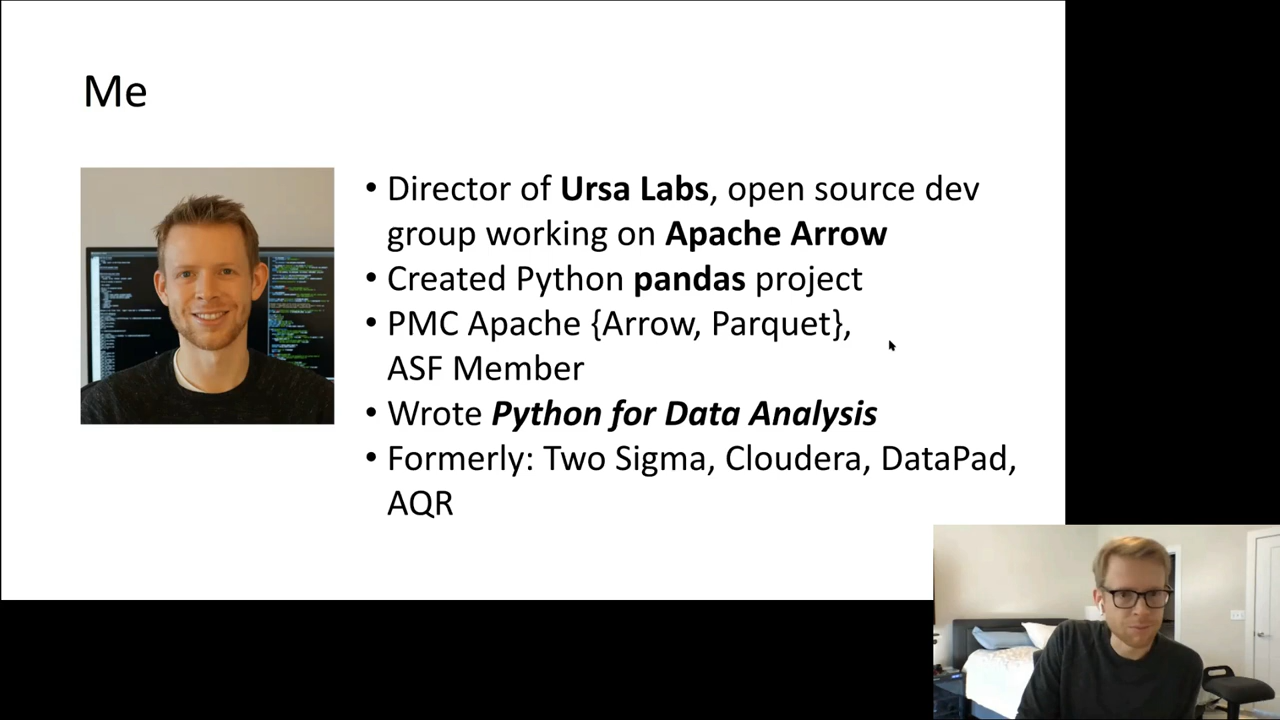 Me
• Director of Ursa Labs, open source dev
group working on Apache Arrow
• Created Python pandas project
• PMC Apache {Arrow, Parquet},
ASF Member
• Wrote Python for Data Analysis
• Formerly: Two Sigma, Cloudera, DataPad,
AQR